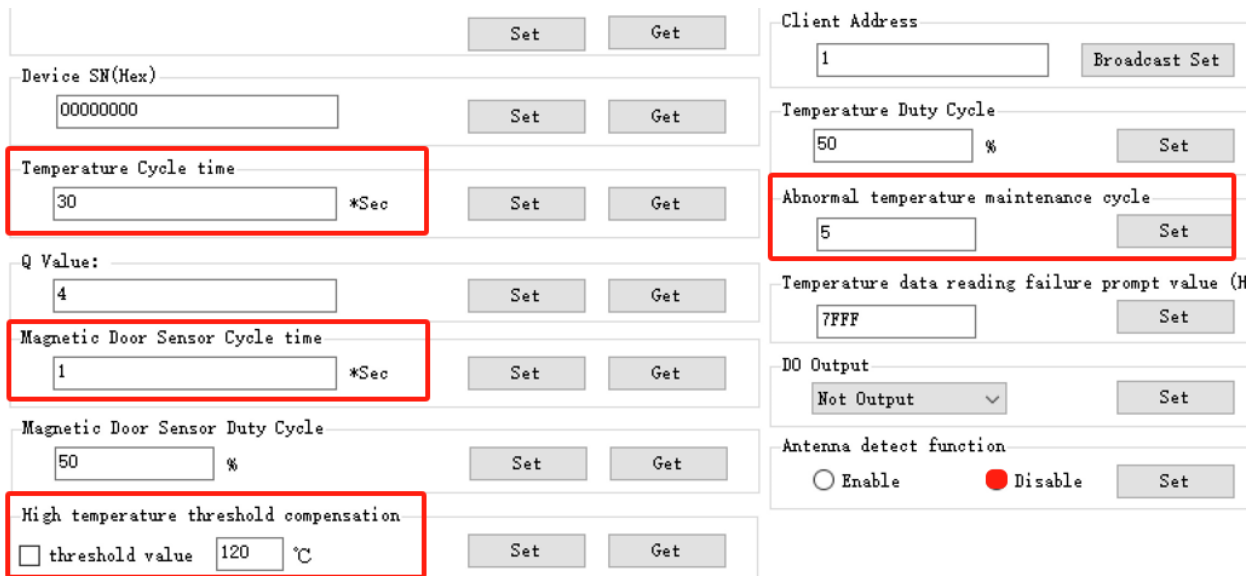 Set Get
Device SN(Hex)
00000000 Set Get
Temperature Cycle time
30 *Sec Set Get
Q Value:
4 Set Get
Magnetic Door Sensor Cycle time
1 *Sec Set Get
Magnetic Door Sensor Duty Cycle
50 % Set Get
High temperature threshold compensation
threshold value 120 ℃ Set Get
Client Address
1 Broadcast Set
Temperature Duty Cycle
50 % Set
Abnormal temperature maintenance cycle
5 Set
Temperature data reading failure prompt value (H
7FFF Set
DO Output
Not Output Set
Antenna detect function
Enable Disable Set